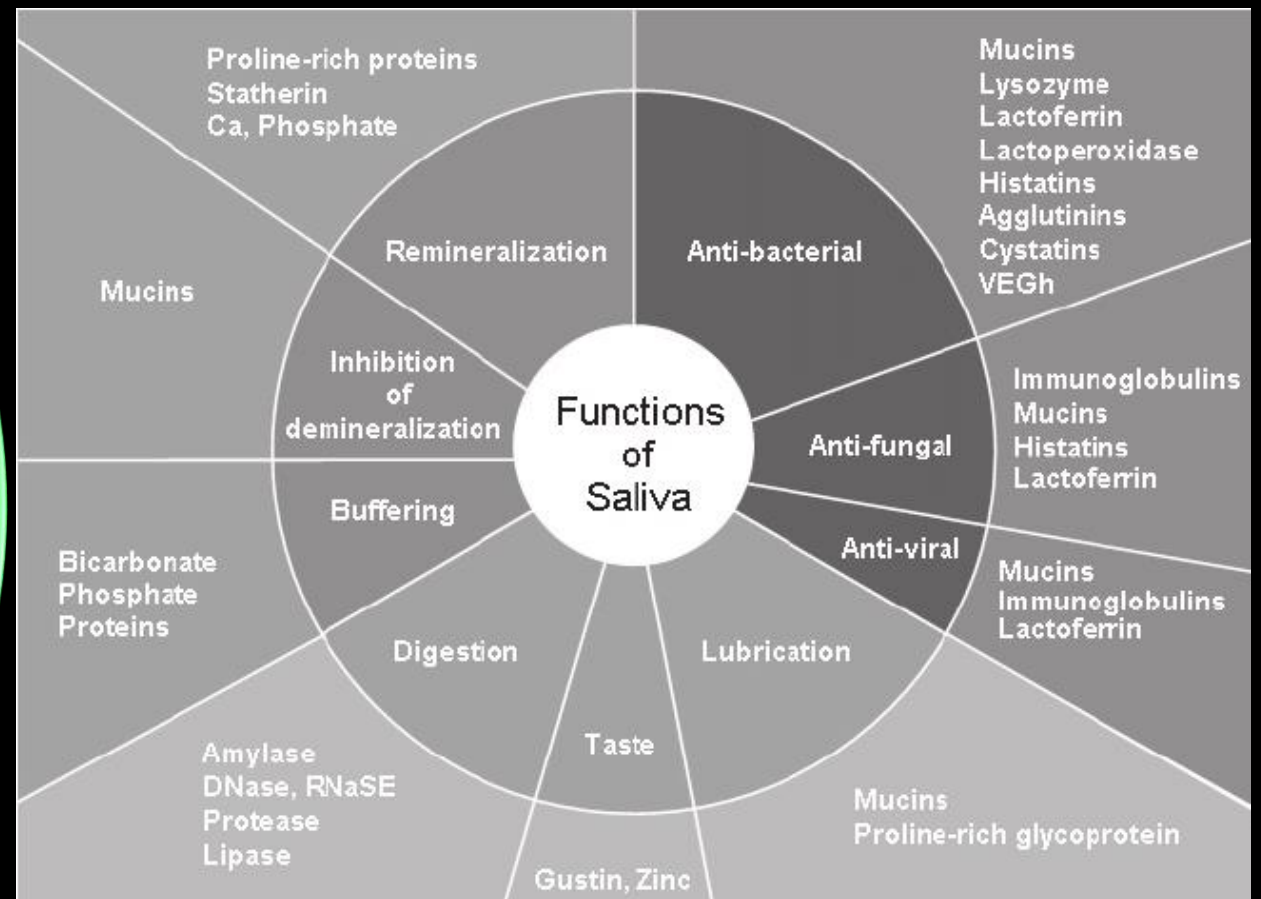 Functions
of
Saliva
Anti-bacterial
Mucins
Lysozyme
Lactoferrin
Lactoperoxidase
Histatins
Agglutinins
Cystatins
VEGh
Anti-fungal
Immunoglobulins
Mucins
Histatins
Lactoferrin
Anti-viral
Mucins
Immunoglobulins
Lactoferrin
Lubrication
Mucins
Proline-rich glycoprotein
Taste
Gustin, Zinc
Digestion
Amylase
DNase, RNaSE
Protease
Lipase
Buffering
Bicarbonate
Phosphate
Proteins
Inhibition
of
demineralization
Mucins
Remineralization
Proline-rich proteins
Statherin
Ca, Phosphate